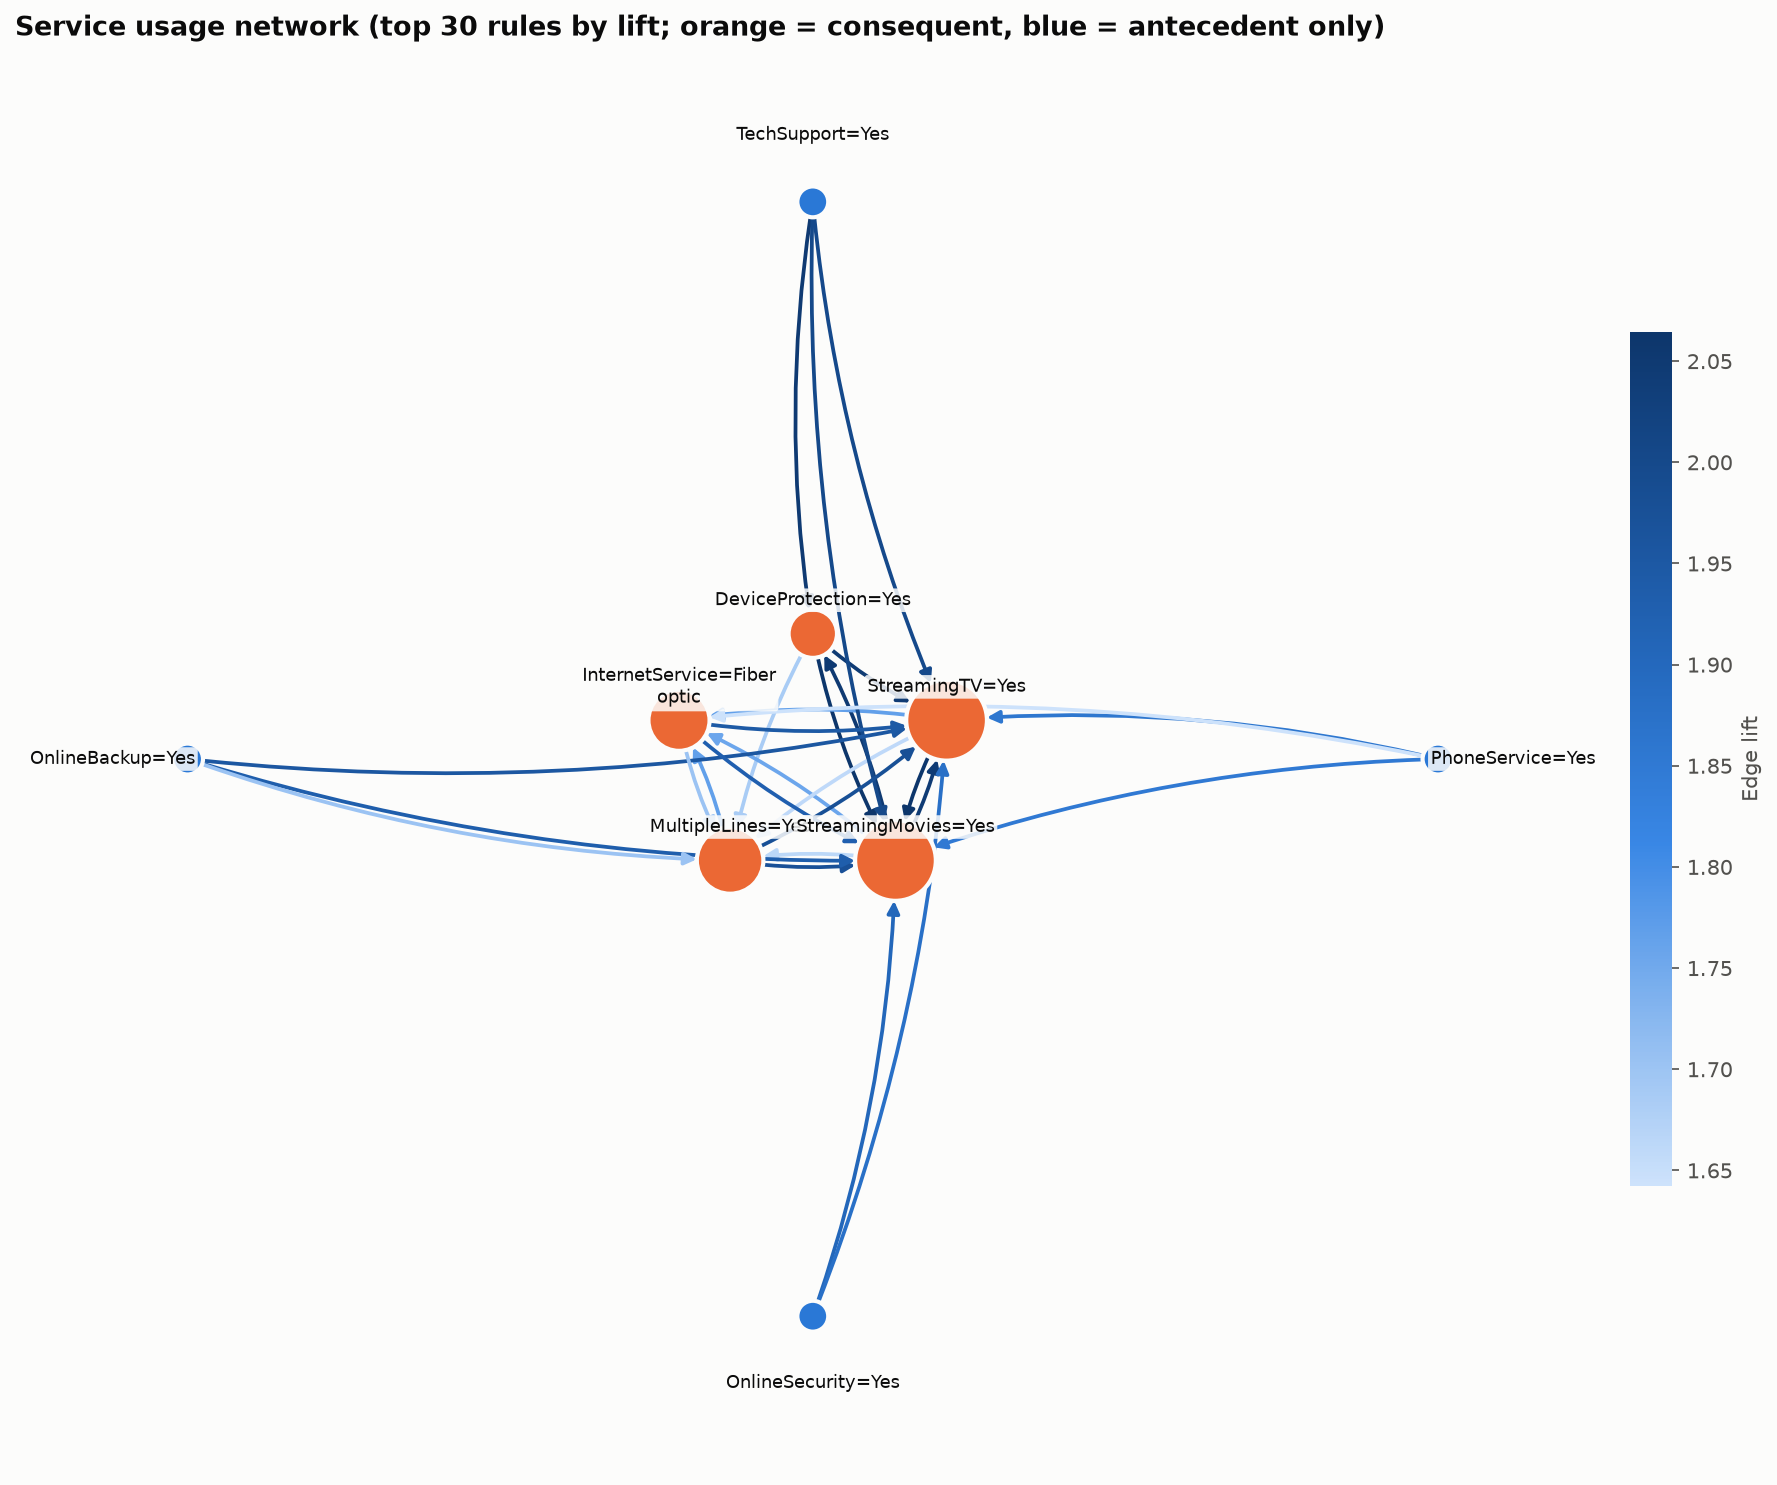 Service usage network (top 30 rules by lift; orange = consequent, blue = antecedent only)
TechSupport=Yes
DeviceProtection=Yes
InternetService=Fiber
optic
StreamingTV=Yes
OnlineBackup=Yes
PhoneService=Yes
MultipleLines=Ye
StreamingMovies=Yes
OnlineSecurity=Yes
2.05
2.00
1.95
1.90
1.85
1.80
1.75
1.70
1.65
Edge lift